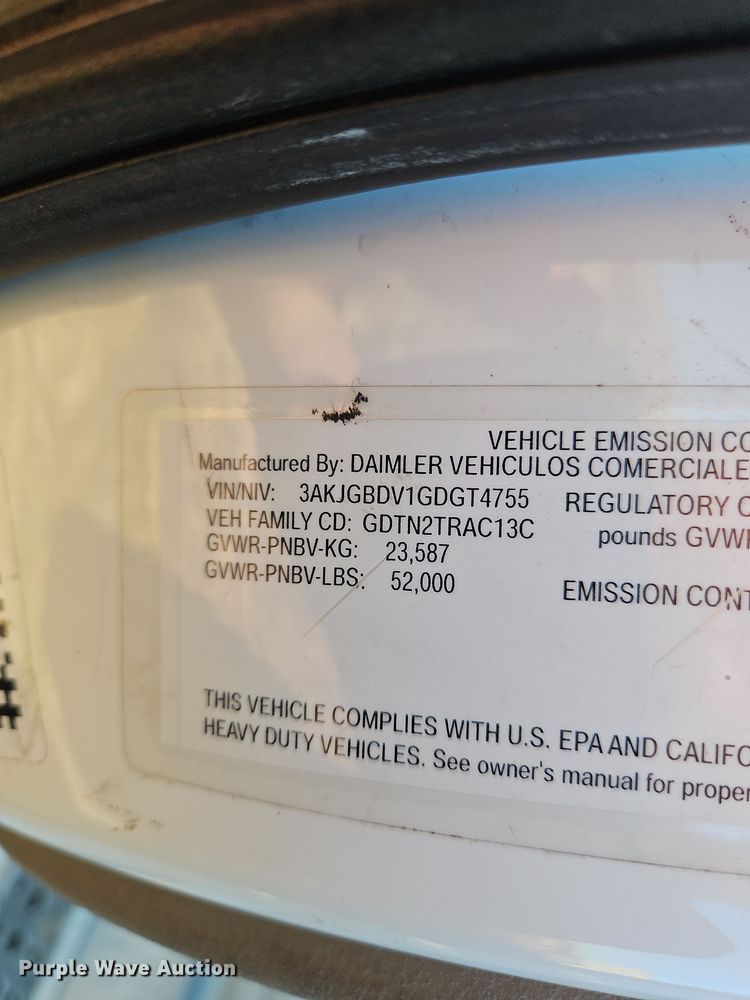 VEHICLE EMISSION CO
Manufactured By: DAIMLER VEHICULOS COMERCIALE
VIN/NIV: 3AKJGBDV1GDGT4755 REGULATORY C
VEH FAMILY CD: GDTN2TRAC13C pounds GVWR
GVWR-PNBV-KG: 23,587
GVWR-PNBV-LBS: 52,000 EMISSION CONT
THIS VEHICLE COMPLIES WITH U.S. EPA AND CALIFO
HEAVY DUTY VEHICLES. See owner's manual for proper
Purple Wave Auction